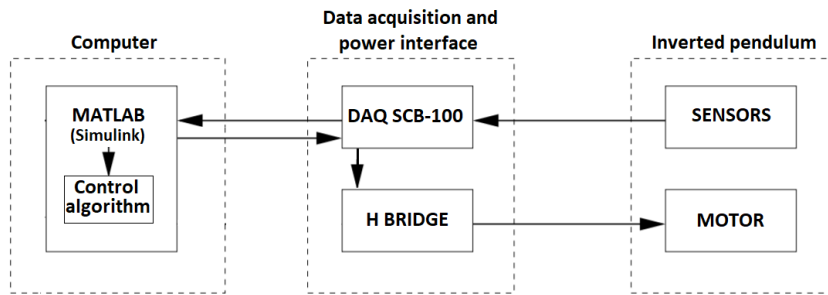 Computer
Data acquisition and
power interface
Inverted pendulum
MATLAB
(Simulink)
Control
algorithm
DAQ SCB-100
H BRIDGE
SENSORS
MOTOR